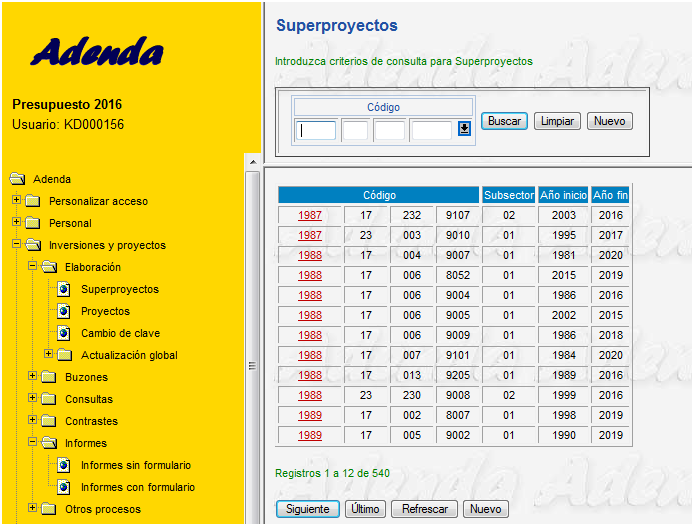 Adenda
Presupuesto 2016
Usuario: KD000156
Adenda
Personalizar acceso
Personal
Inversiones y proyectos
Elaboración
Superproyectos
Proyectos
Cambio de clave
Actualización global
Buzones
Consultas
Contrastes
Informes
Informes sin formulario
Informes con formulario
Otros procesos
Superproyectos
Introduzca criterios de consulta para Superproyectos
Código
Buscar Limpiar Nuevo
Código Subsector Año inicio Año fin
1987 17 232 9107 02 2003 2016
1987 23 003 9010 01 1995 2017
1988 17 004 9007 01 1981 2020
1988 17 006 8052 01 2015 2019
1988 17 006 9004 01 1986 2016
1988 17 006 9005 01 2002 2015
1988 17 006 9009 01 1986 2018
1988 17 007 9101 01 1984 2020
1988 17 013 9205 01 1989 2016
1988 23 230 9008 02 1999 2016
1989 17 002 8007 01 1998 2019
1989 17 005 9002 01 1990 2019
Registros 1 a 12 de 540
Siguiente Último Refrescar Nuevo